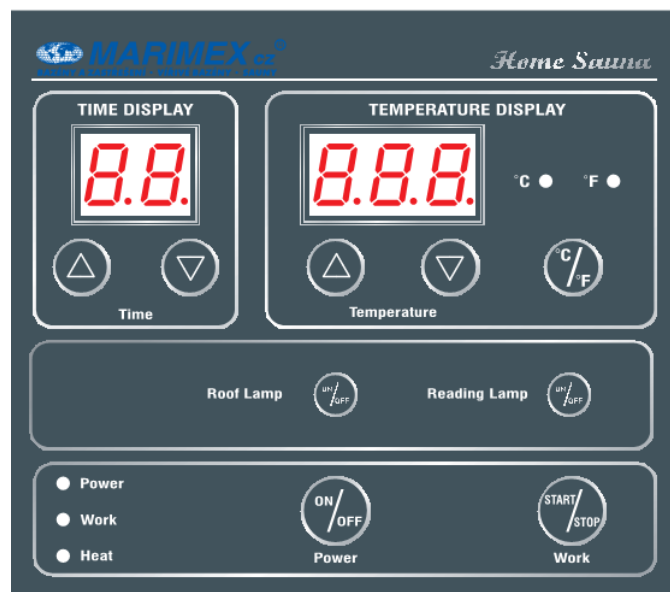 MARIMEX.cz®
Home Sauna
TIME DISPLAY
8.8.
Time
TEMPERATURE DISPLAY
8.8.8.
°C
°F
°C/°F
Temperature
Roof Lamp
ON/OFF
Reading Lamp
ON/OFF
Power
Work
Heat
ON/OFF
Power
START/STOP
Work